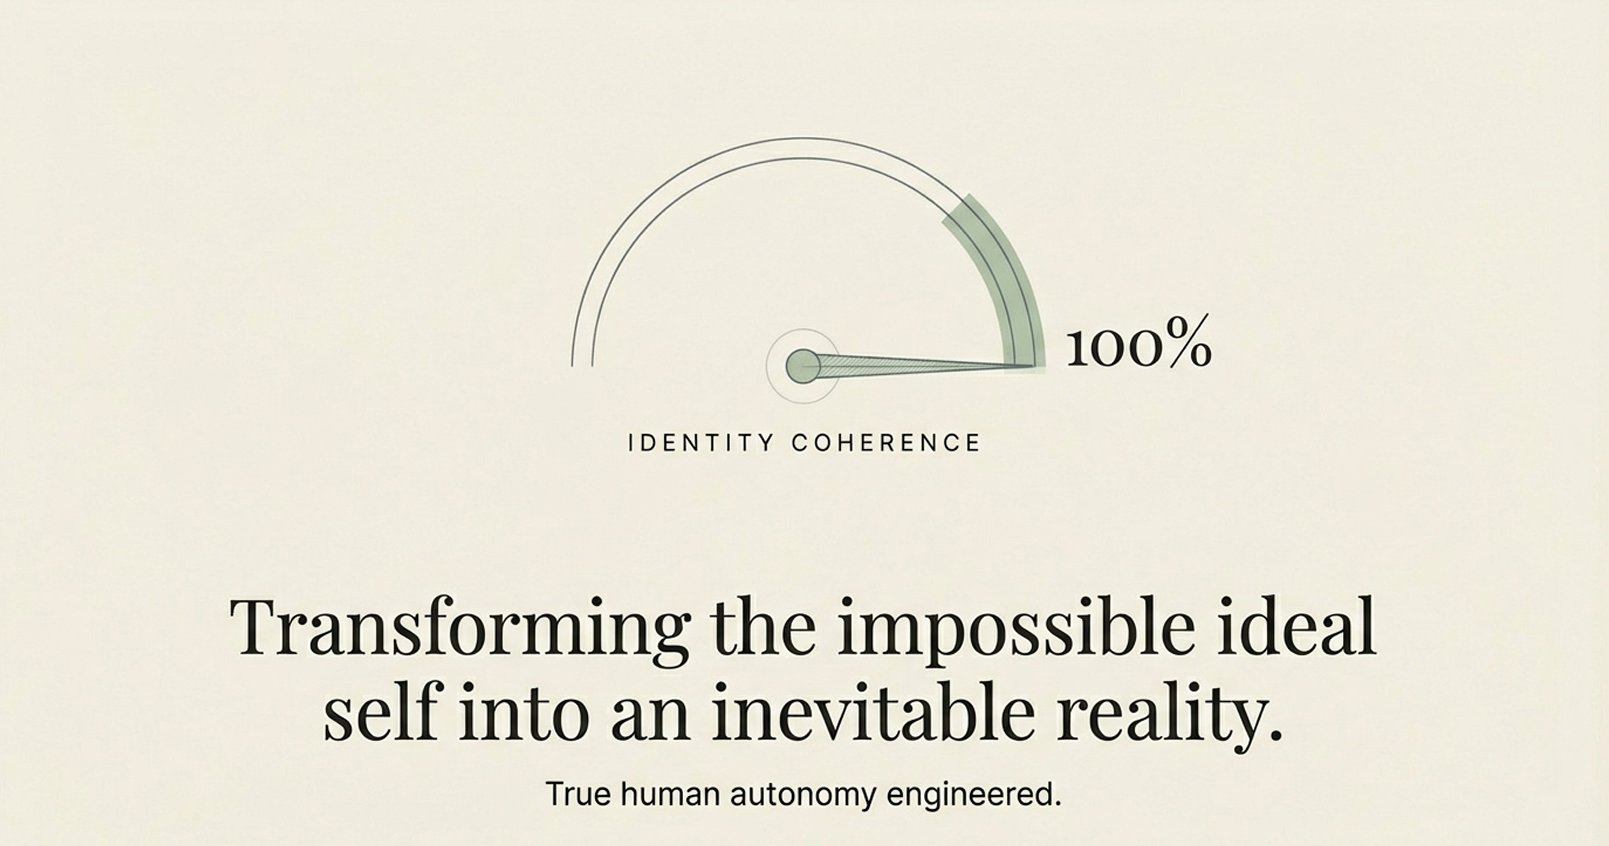 100%
IDENTITY COHERENCE
Transforming the impossible ideal
self into an inevitable reality.
True human autonomy engineered.